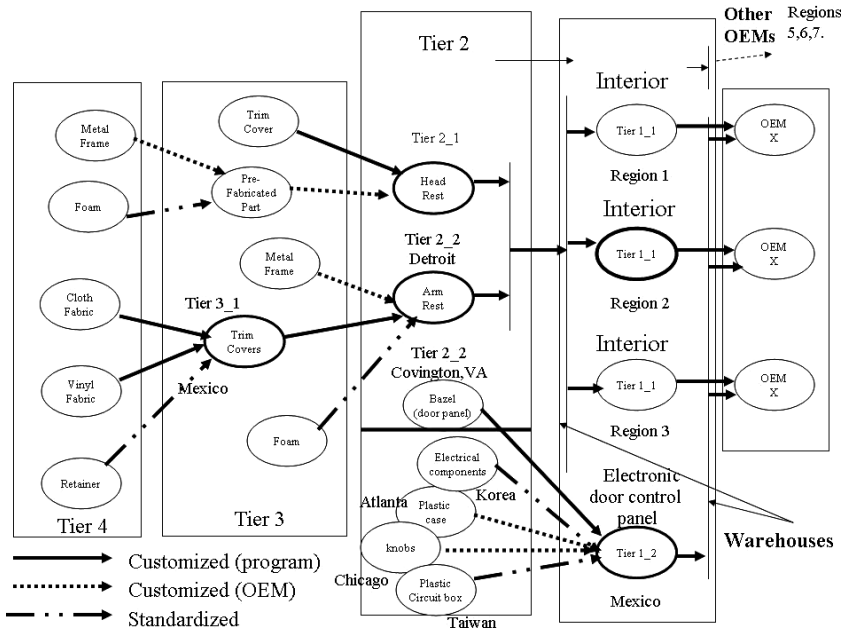 Other
OEMs
Regions
5,6,7.
Tier 2
Interior
Tier 1_1
Region 1
OEM
X
Metal
Frame
Foam
Cloth
Fabric
Vinyl
Fabric
Retainer
Tier 4
Trim
Cover
Pre-
Fabricated
Part
Metal
Frame
Tier 3_1
Trim
Covers
Mexico
Foam
Tier 3
Tier 2_1
Head
Rest
Tier 2_2
Detroit
Arm
Rest
Tier 2_2
Covington,VA
Bazel
(door panel)
Electrical
components
Korea
Atlanta
Plastic
case
knobs
Chicago
Plastic
Circuit box
Taiwan
Interior
Tier 1_1
Region 2
OEM
X
Interior
Tier 1_1
Region 3
OEM
X
Electronic
door control
panel
Tier 1_2
Mexico
Warehouses
Customized (program)
Customized (OEM)
Standardized